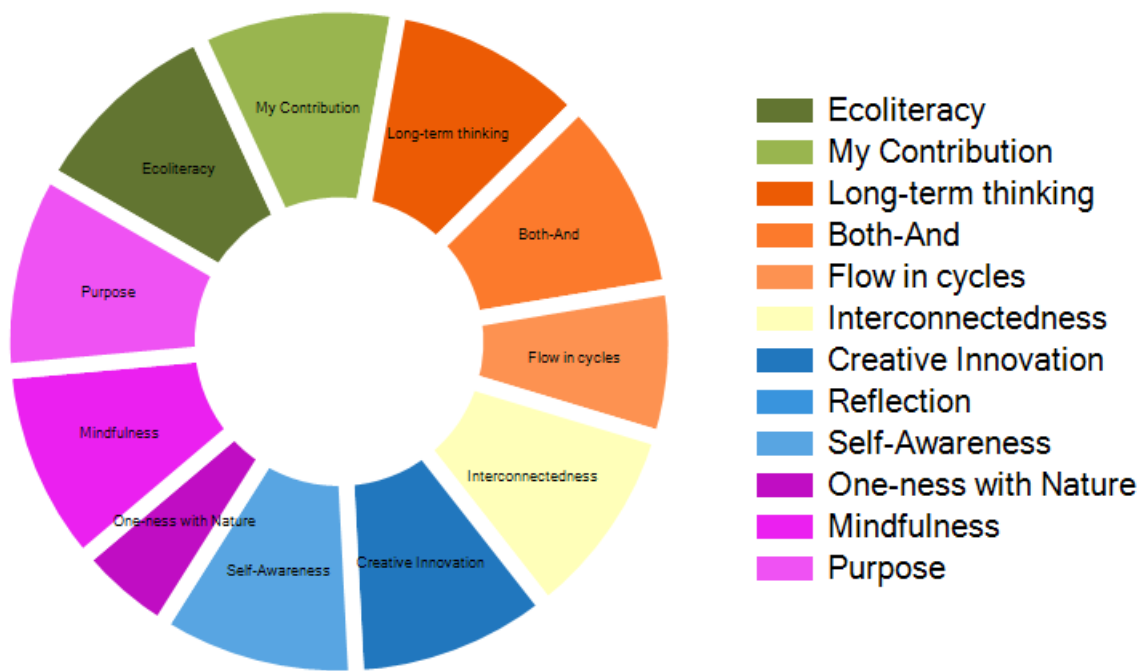 My Contribution
Long-term thinking
Ecoliteracy
Both-And
Purpose
Flow in cycles
Mindfulness
Interconnectedness
One-ness with Nature
Self-Awareness
Creative Innovation
Ecoliteracy
My Contribution
Long-term thinking
Both-And
Flow in cycles
Interconnectedness
Creative Innovation
Reflection
Self-Awareness
One-ness with Nature
Mindfulness
Purpose